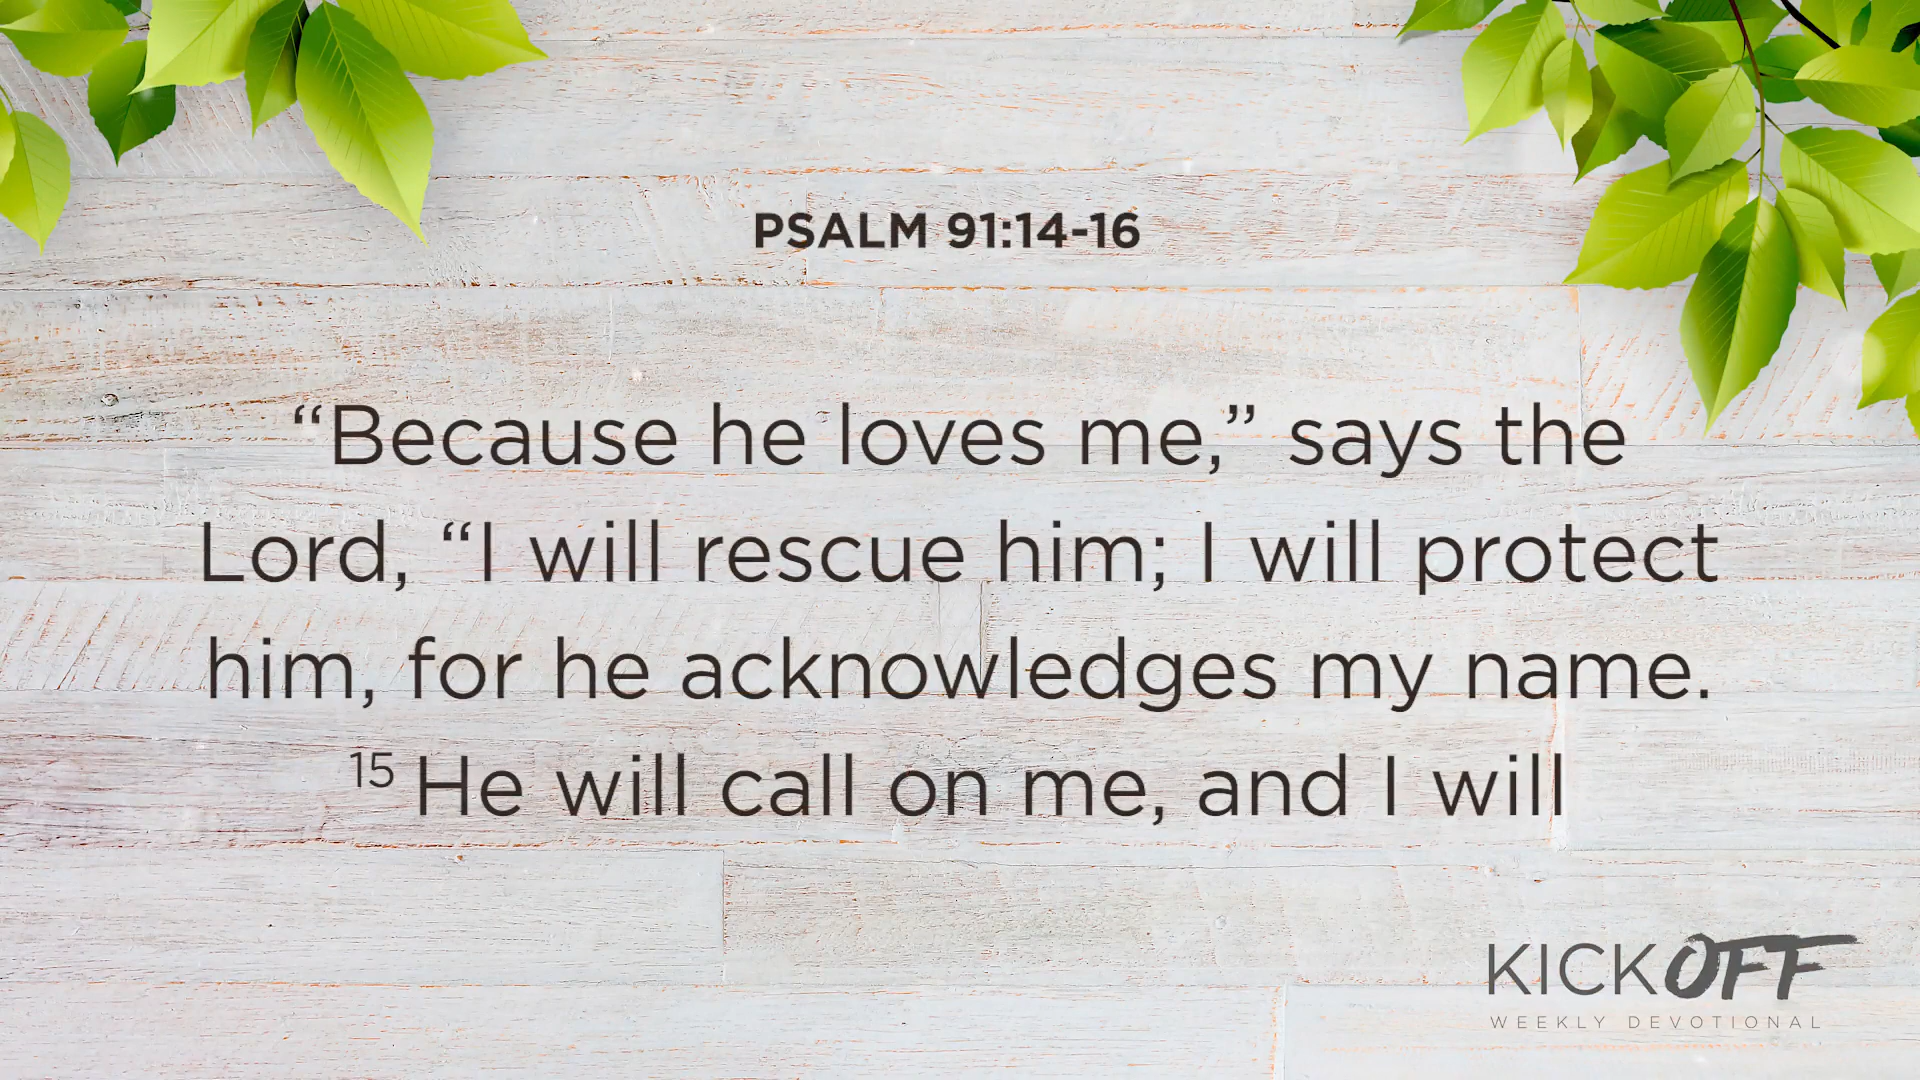 PSALM 91:14-16
“Because he loves me,” says the
Lord, “I will rescue him; I will protect
him, for he acknowledges my name.
15 He will call on me, and I will
KICKOFF
WEEKLY DEVOTIONAL